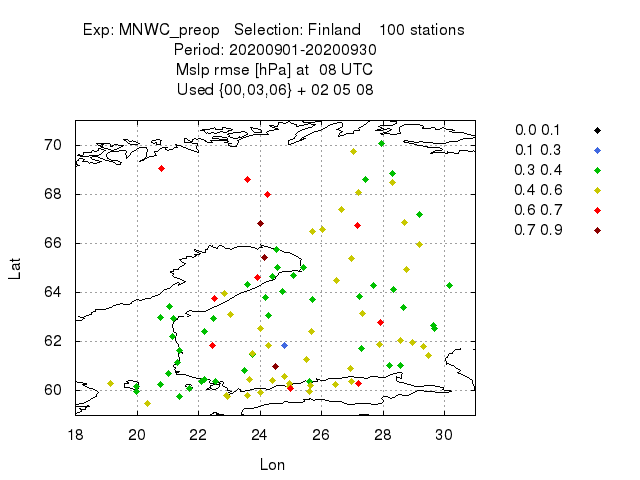 Exp: MNWC_preop   Selection: Finland    100 stations
Period: 20200901-20200930
Mslp rmse [hPa] at  08 UTC
Used {00,03,06} + 02 05 08
0.0 0.1
0.1 0.3
0.3 0.4
0.4 0.6
0.6 0.7
0.7 0.9
Lat
70
68
66
64
62
60
18 20 22 24 26 28 30
Lon